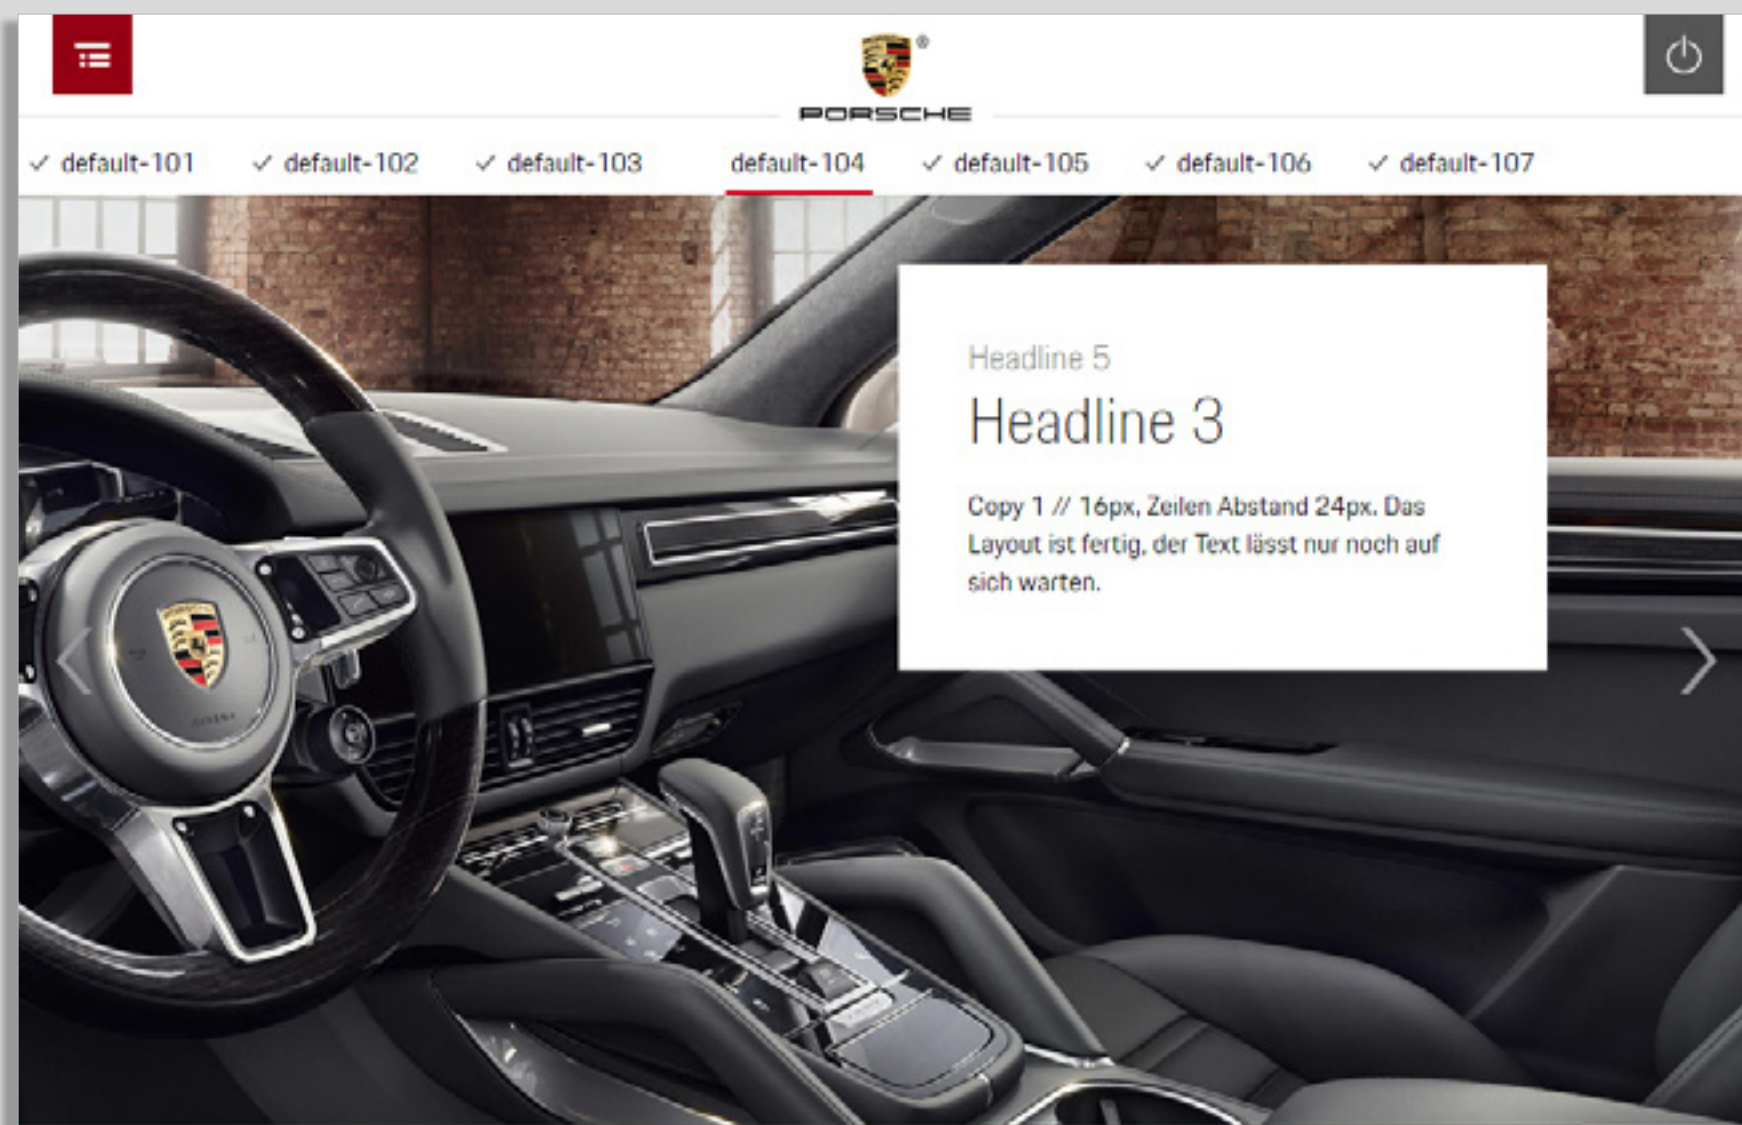 ®
PORSCHE
default-101
default-102
default-103
default-104
default-105
default-106
default-107
Headline 5
Headline 3
Copy 1 // 16px, Zeilen Abstand 24px. Das
Layout ist fertig, der Text lässt nur noch auf
sich warten.